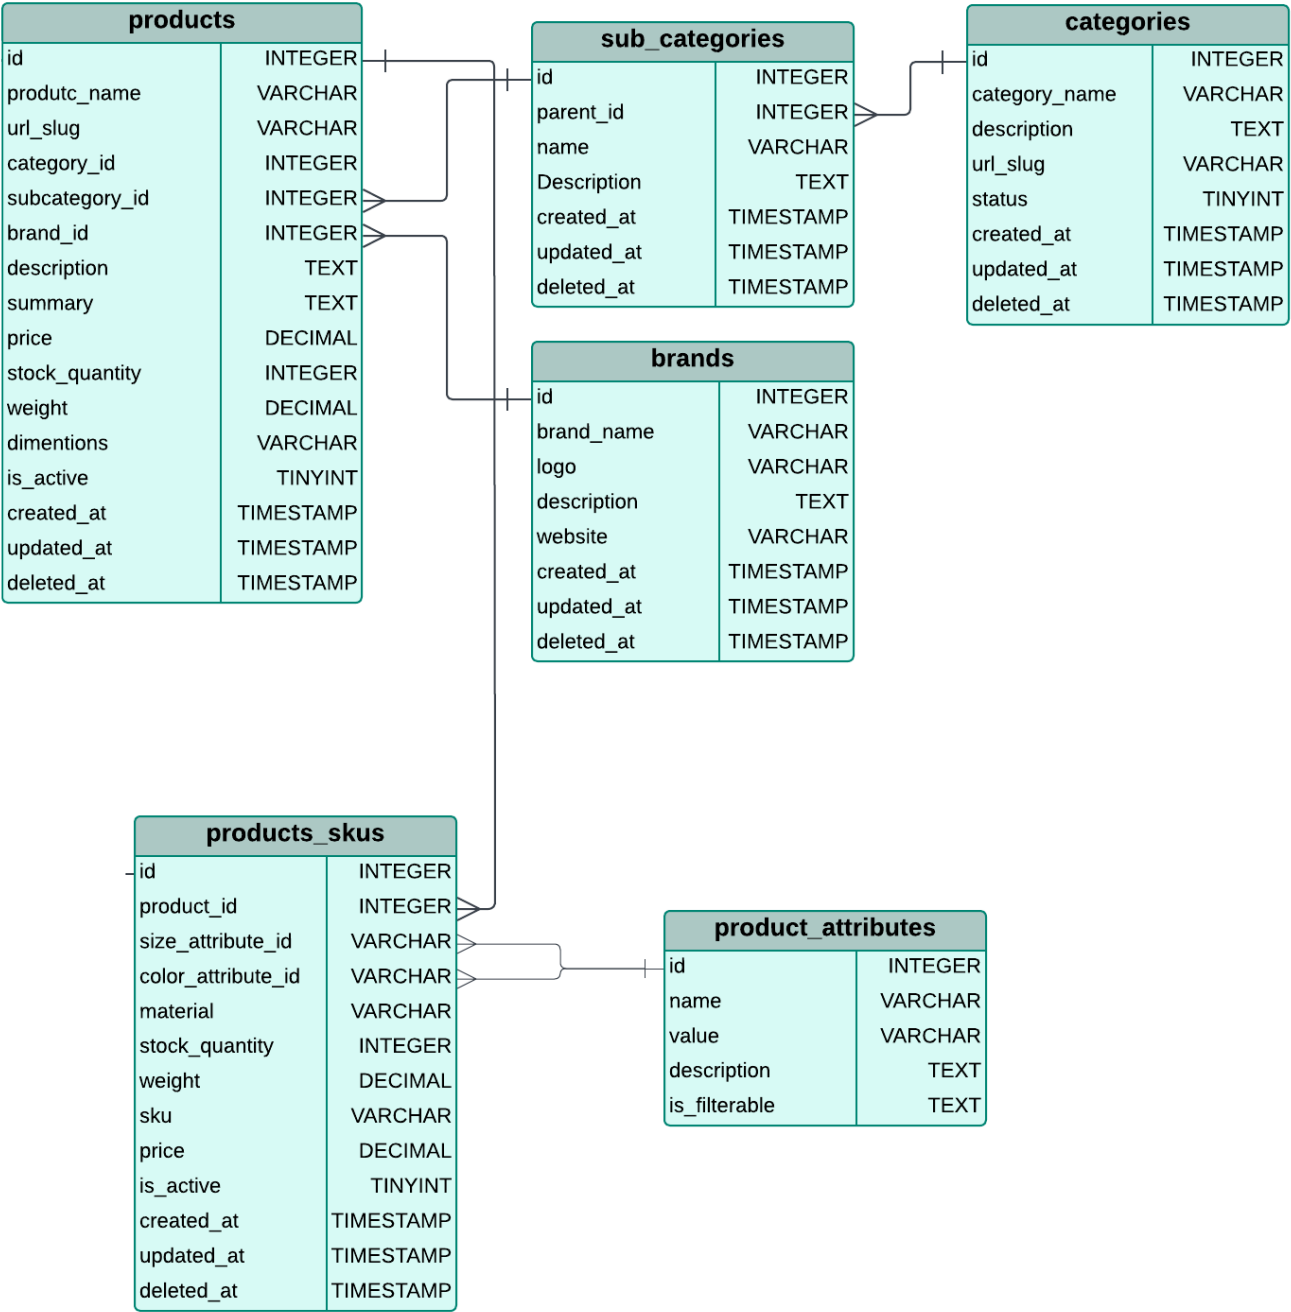 products
id INTEGER
produtc_name VARCHAR
url_slug VARCHAR
category_id INTEGER
subcategory_id INTEGER
brand_id INTEGER
description TEXT
summary TEXT
price DECIMAL
stock_quantity INTEGER
weight DECIMAL
dimentions VARCHAR
is_active TINYINT
created_at TIMESTAMP
updated_at TIMESTAMP
deleted_at TIMESTAMP
sub_categories
id INTEGER
parent_id INTEGER
name VARCHAR
Description TEXT
created_at TIMESTAMP
updated_at TIMESTAMP
deleted_at TIMESTAMP
categories
id INTEGER
category_name VARCHAR
description TEXT
url_slug VARCHAR
status TINYINT
created_at TIMESTAMP
updated_at TIMESTAMP
deleted_at TIMESTAMP
brands
id INTEGER
brand_name VARCHAR
logo VARCHAR
description TEXT
website VARCHAR
created_at TIMESTAMP
updated_at TIMESTAMP
deleted_at TIMESTAMP
products_skus
id INTEGER
product_id INTEGER
size_attribute_id VARCHAR
color_attribute_id VARCHAR
material VARCHAR
stock_quantity INTEGER
weight DECIMAL
sku VARCHAR
price DECIMAL
is_active TINYINT
created_at TIMESTAMP
updated_at TIMESTAMP
deleted_at TIMESTAMP
product_attributes
id INTEGER
name VARCHAR
value VARCHAR
description TEXT
is_filterable TEXT